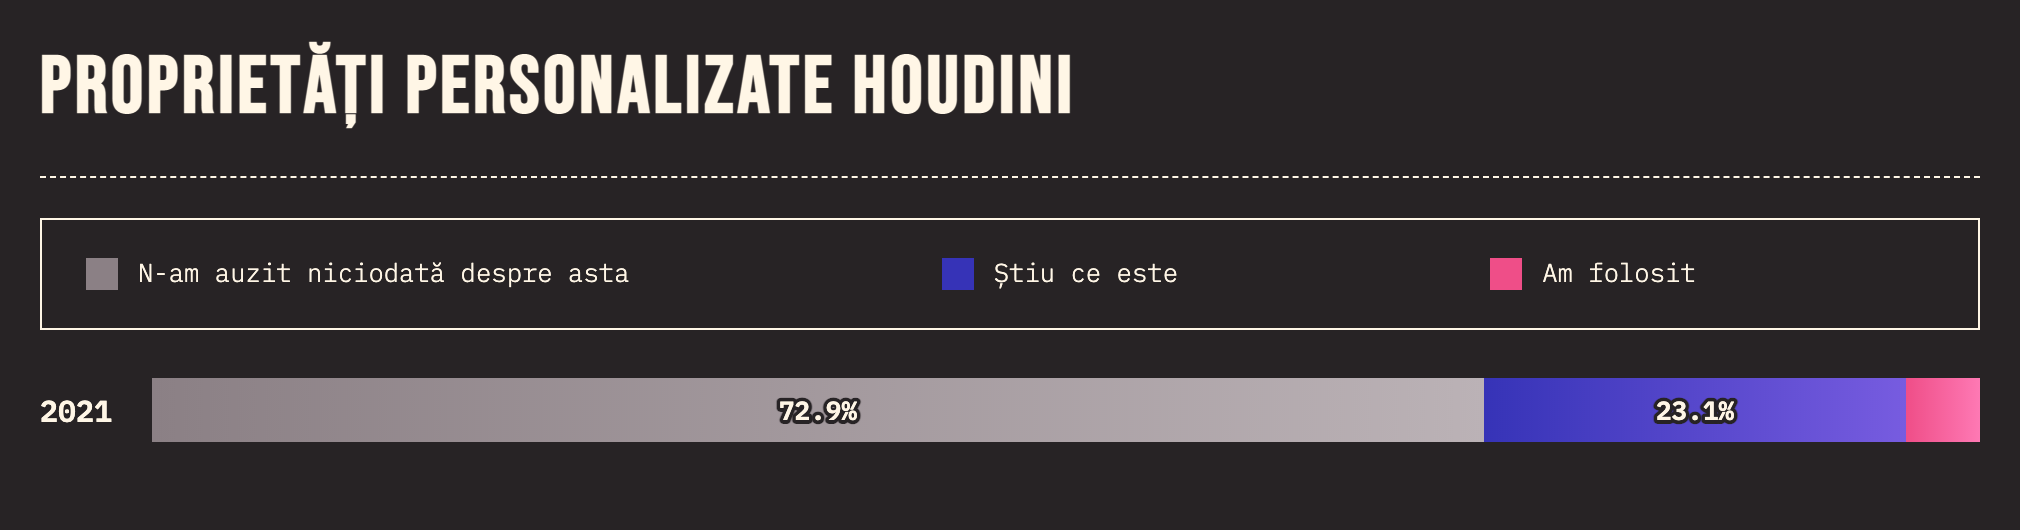 PROPRIETĂȚI PERSONALIZATE HOUDINI
N-am auzit niciodată despre asta
Știu ce este
Am folosit
2021
72.9%
23.1%